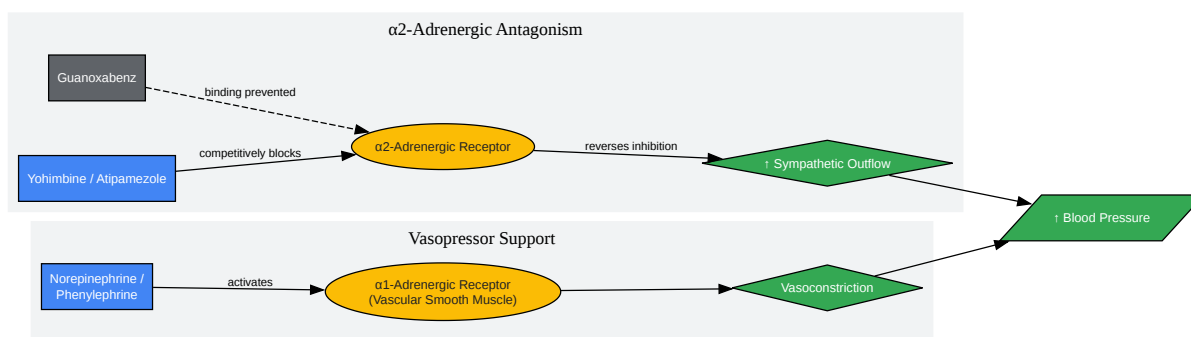 α2-Adrenergic Antagonism
Guanoxabenz
binding prevented
Yohimbine / Atipamezole
competitively blocks
α2-Adrenergic Receptor
reverses inhibition
↑ Sympathetic Outflow
↑ Blood Pressure
Vasopressor Support
Norepinephrine /
Phenylephrine
activates
α1-Adrenergic Receptor
(Vascular Smooth Muscle)
Vasoconstriction